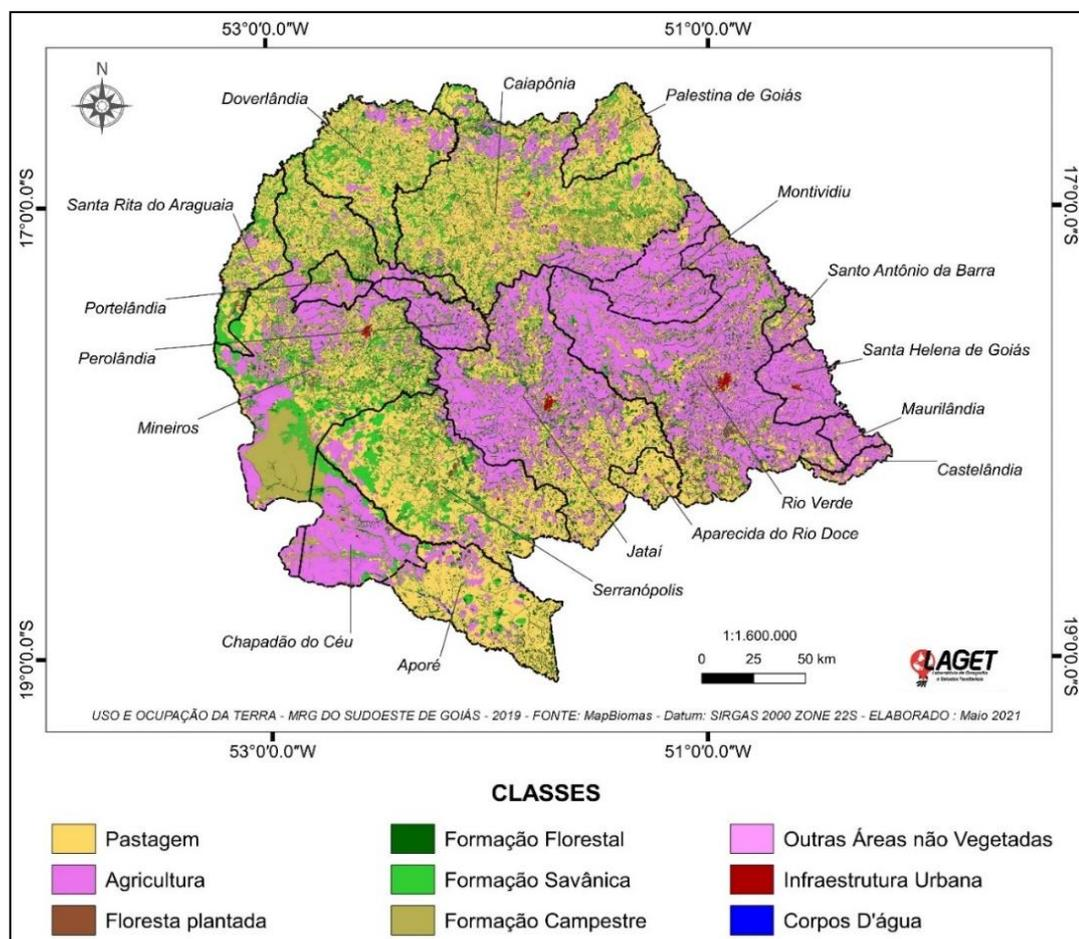 53°0'0.0"W
51°0'0.0"W
N
Doverlândia
Caiapônia
Palestina de Goiás
17°0'0.0"S
17°0'0.0"S
Santa Rita do Araguaia
Montividiu
Santo Antônio da Barra
Portelândia
Santa Helena de Goiás
Perolândia
Maurilândia
Mineiros
Castelândia
Rio Verde
Aparecida do Rio Doce
Jataí
Serranópolis
Chapadão do Céu
Aporé
1:1.600.000
0 25 50 km
19°0'0.0"S
19°0'0.0"S
LAGET
USO E OCUPAÇÃO DA TERRA - MRG DO SUDOESTE DE GOIÁS - 2019 - FONTE: MapBiomas - Datum: SIRGAS 2000 ZONE 22S - ELABORADO : Maio 2021
53°0'0.0"W
51°0'0.0"W
CLASSES
Pastagem
Formação Florestal
Outras Áreas não Vegetadas
Agricultura
Formação Savânica
Infraestrutura Urbana
Floresta plantada
Formação Campestre
Corpos D'água